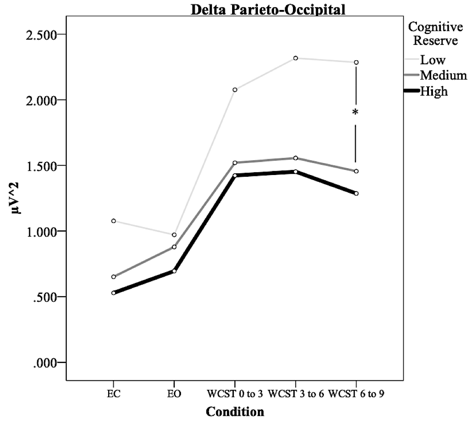 Delta Parieto-Occipital
Cognitive
Reserve
Low
Medium
High
2.500
2.000
1.500
1.000
.500
.000
μV^2
*
EC EO WCST 0 to 3 WCST 3 to 6 WCST 6 to 9
Condition